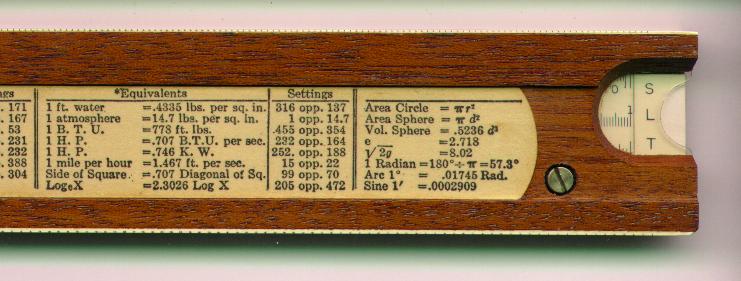 gs *Equivalents Settings
. 171 1 ft. water =.4335 lbs. per sq. in. 316 opp. 137 Area Circle = πr²
. 167 1 atmosphere =14.7 lbs. per sq. in. 1 opp. 14.7 Area Sphere = π d²
. 53 1 B. T. U. =778 ft. lbs. .455 opp. 354 Vol. Sphere = .5236 d³
. 231 1 H. P. =.707 B.T.U. per sec. 232 opp. 164 e =2.718
. 232 1 H. P. =.746 K. W. 252. opp. 188 √2g =8.02
. 388 1 mile per hour =1.467 ft. per sec. 15 opp. 22 1 Radian =180°÷π=57.3°
. 304 Side of Square =.707 Diagonal of Sq. 99 opp. 70 Arc 1° = .01745 Rad.
LogₑX =2.3026 Log X 205 opp. 472 Sine 1′ =.0002909
S
L
T
1